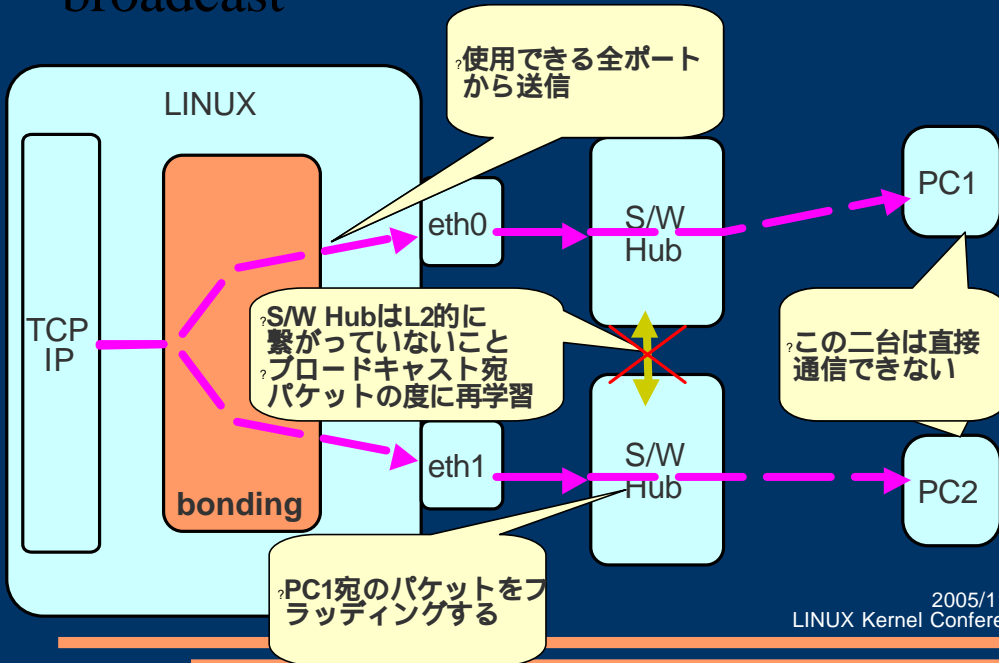 broadcast
?使用できる全ポート
から送信
LINUX
TCP
IP
bonding
eth0
S/W
Hub
PC1
?S/W HubはL2的に
繋がっていないこと
?ブロードキャスト宛
パケットの度に再学習
?この二台は直接
通信できない
eth1
S/W
Hub
PC2
?PC1宛のパケットをフ
ラッディングする
2005/1
LINUX Kernel Confere